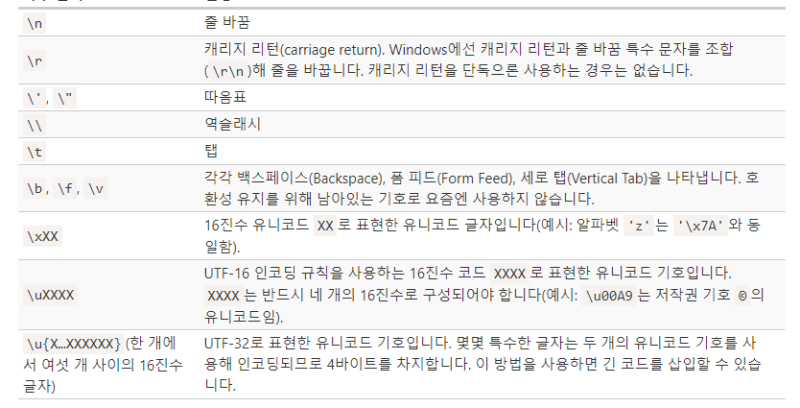 \n 줄 바꿈
\r 캐리지 리턴(carriage return). Windows에선 캐리지 리턴과 줄 바꿈 특수 문자를 조합
(\r\n)해 줄을 바꿉니다. 캐리지 리턴을 단독으론 사용하는 경우는 없습니다.
\', \" 따옴표
\\ 역슬래시
\t 탭
\b, \f, \v 각각 백스페이스(Backspace), 폼 피드(Form Feed), 세로 탭(Vertical Tab)을 나타냅니다. 호
환성 유지를 위해 남아있는 기호로 요즘엔 사용하지 않습니다.
\xXX 16진수 유니코드 XX로 표현한 유니코드 글자입니다(예시: 알파벳 'z'는 '\x7A'와 동
일함).
\uXXXX UTF-16 인코딩 규칙을 사용하는 16진수 코드 XXXX로 표현한 유니코드 기호입니다.
XXXX는 반드시 네 개의 16진수로 구성되어야 합니다(예시: \u00A9는 저작권 기호 ©의
유니코드임).
\u{X…XXXXXX}(한 개에
서 여섯 개 사이의 16진수
글자)
UTF-32로 표현한 유니코드 기호입니다. 몇몇 특수한 글자는 두 개의 유니코드 기호를 사
용해 인코딩되므로 4바이트를 차지합니다. 이 방법을 사용하면 긴 코드를 삽입할 수 있습
니다.